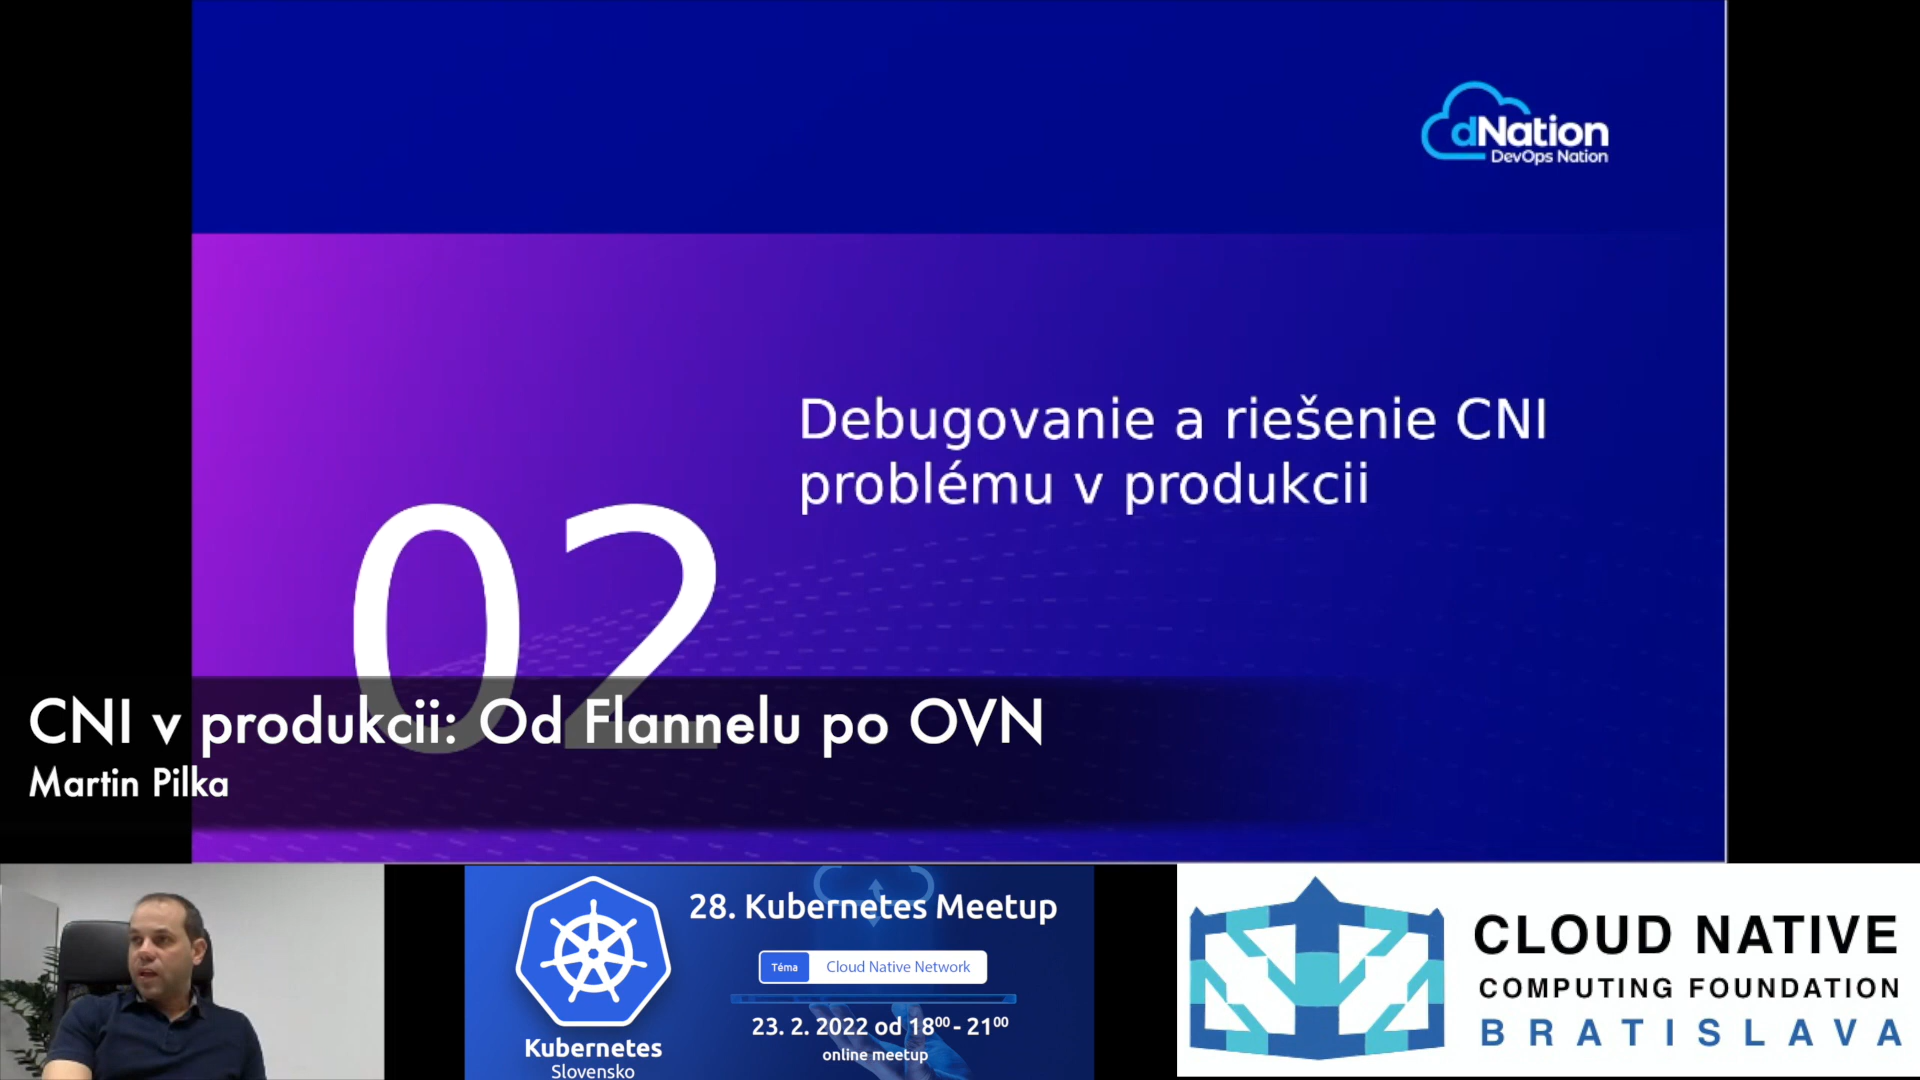 dNation
DevOps Nation
Debugovanie a riešenie CNI
problému v produkcii
02
CNI v produkcii: Od Flannelu po OVN
Martin Pilka
28. Kubernetes Meetup
Téma
Cloud Native Network
23. 2. 2022 od 18⁰⁰ - 21⁰⁰
online meetup
Kubernetes
Slovensko
CLOUD NATIVE
COMPUTING FOUNDATION
BRATISLAVA